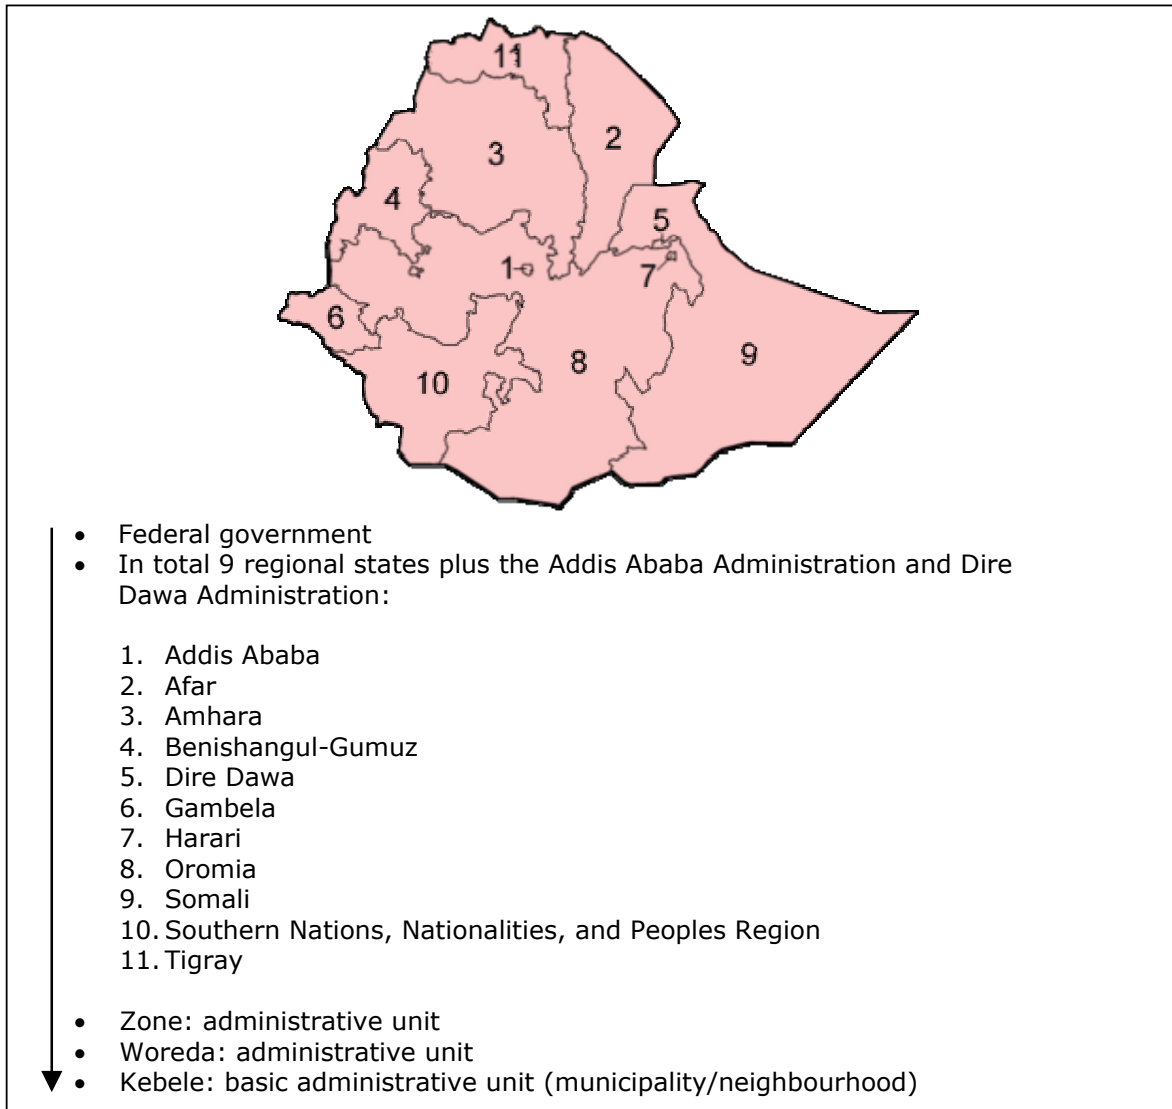 11
2
3
4
5
1
7
6
8
9
10
• Federal government
• In total 9 regional states plus the Addis Ababa Administration and Dire
Dawa Administration:
1. Addis Ababa
2. Afar
3. Amhara
4. Benishangul-Gumuz
5. Dire Dawa
6. Gambela
7. Harari
8. Oromia
9. Somali
10. Southern Nations, Nationalities, and Peoples Region
11. Tigray
• Zone: administrative unit
• Woreda: administrative unit
• Kebele: basic administrative unit (municipality/neighbourhood)